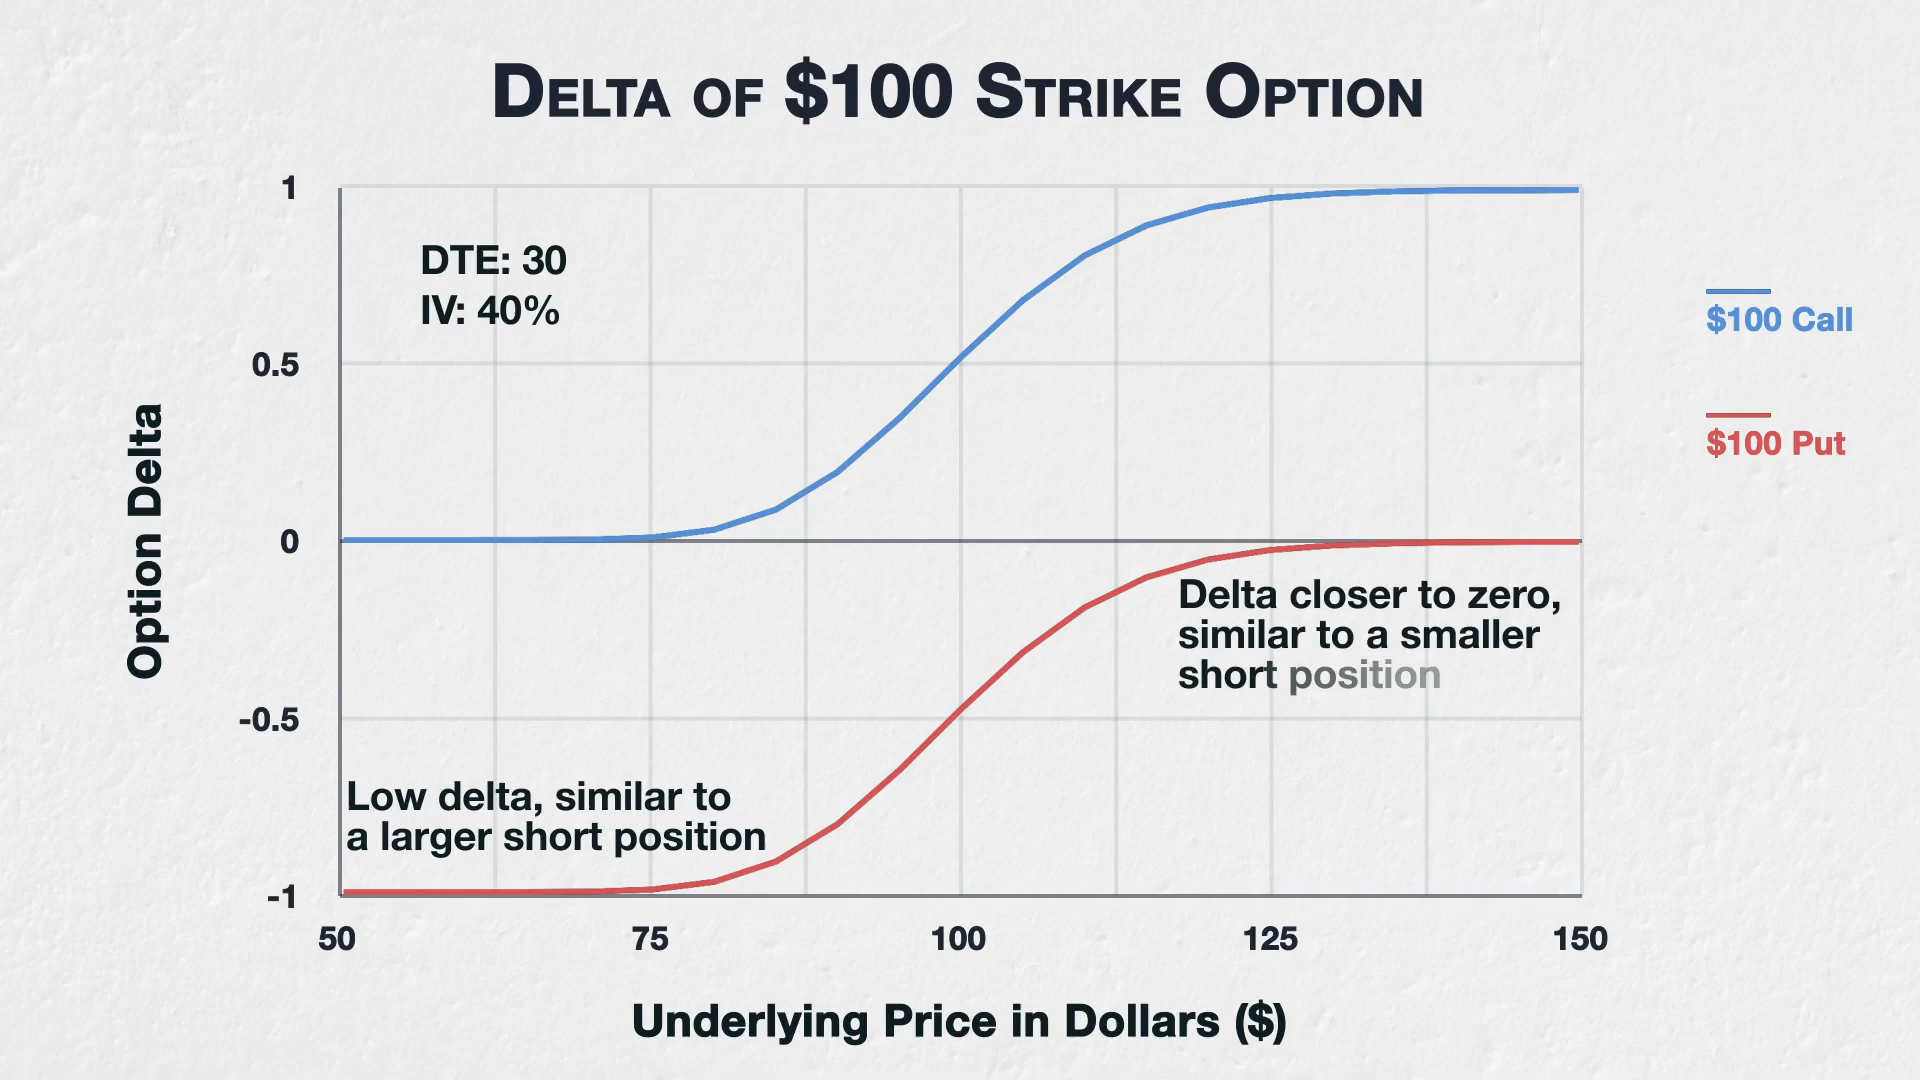 DELTA OF $100 STRIKE OPTION
1
0.5
0
-0.5
-1
Option Delta
DTE: 30
IV: 40%
$100 Call
$100 Put
Delta closer to zero,
similar to a smaller
short position
Low delta, similar to
a larger short position
50 75 100 125 150
Underlying Price in Dollars ($)